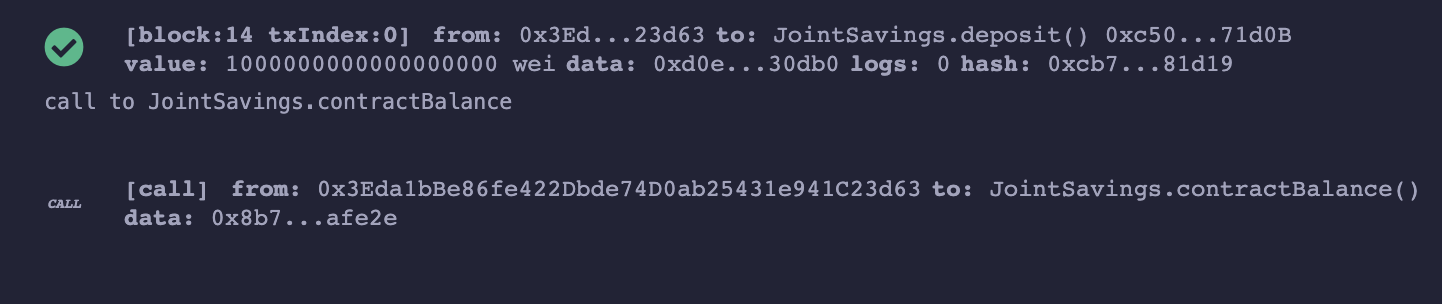 [block:14 txIndex:0] from: 0x3Ed...23d63 to: JointSavings.deposit() 0xc50...71d0B
value: 10000000000000000000 wei data: 0xd0e...30db0 logs: 0 hash: 0xcb7...81d19
call to JointSavings.contractBalance
CALL [call] from: 0x3Eda1bBe86fe422Dbde74D0ab25431e941C23d63 to: JointSavings.contractBalance()
data: 0x8b7...afe2e